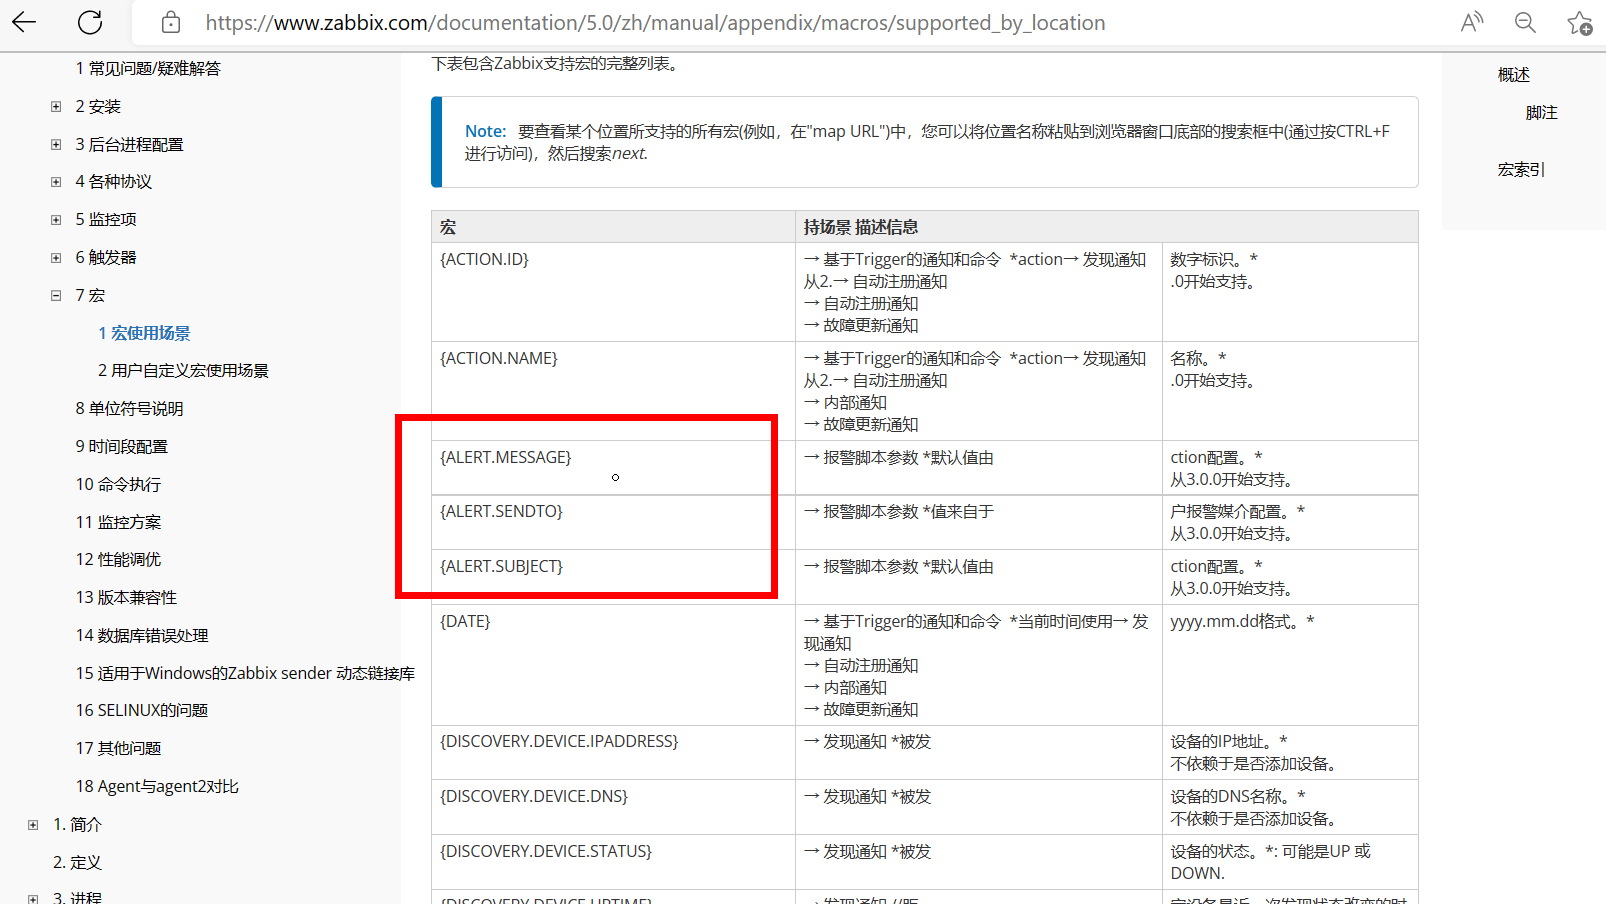 https://www.zabbix.com/documentation/5.0/zh/manual/appendix/macros/supported_by_location
1 常见问题/疑难解答
2 安装
3 后台进程配置
4 各种协议
5 监控项
6 触发器
7 宏
1 宏使用场景
2 用户自定义宏使用场景
8 单位符号说明
9 时间段配置
10 命令执行
11 监控方案
12 性能调优
13 版本兼容性
14 数据库错误处理
15 适用于Windows的Zabbix sender 动态链接库
16 SELINUX的问题
17 其他问题
18 Agent与agent2对比
1. 简介
2. 定义
3. 进程
下表包含Zabbix支持宏的完整列表。
Note: 要查看某个位置所支持的所有宏(例如，在"map URL")中，您可以将位置名称粘贴到浏览器窗口底部的搜索框中(通过按CTRL+F
进行访问)，然后搜索next.
宏 持场景 描述信息
{ACTION.ID}
→ 基于Trigger的通知和命令 *action→ 发现通知
从2.→ 自动注册通知
→ 自动注册通知
→ 故障更新通知
数字标识。*
.0开始支持。
{ACTION.NAME}
→ 基于Trigger的通知和命令 *action→ 发现通知
从2.→ 自动注册通知
→ 内部通知
→ 故障更新通知
名称。*
.0开始支持。
{ALERT.MESSAGE}
→ 报警脚本参数 *默认值由
ction配置。*
从3.0.0开始支持。
{ALERT.SENDTO}
→ 报警脚本参数 *值来自于
户报警媒介配置。*
从3.0.0开始支持。
{ALERT.SUBJECT}
→ 报警脚本参数 *默认值由
ction配置。*
从3.0.0开始支持。
{DATE}
→ 基于Trigger的通知和命令 *当前时间使用→ 发
现通知
→ 自动注册通知
→ 内部通知
→ 故障更新通知
yyyy.mm.dd格式。*
{DISCOVERY.DEVICE.IPADDRESS}
→ 发现通知 *被发
设备的IP地址。*
不依赖于是否添加设备。
{DISCOVERY.DEVICE.DNS}
→ 发现通知 *被发
设备的DNS名称。*
不依赖于是否添加设备。
{DISCOVERY.DEVICE.STATUS}
→ 发现通知 *被发
设备的状态。*: 可能是UP 或
DOWN.
{DISCOVERY.DEVICE.UPTIME}
→ 发现通知
概述
脚注
宏索引